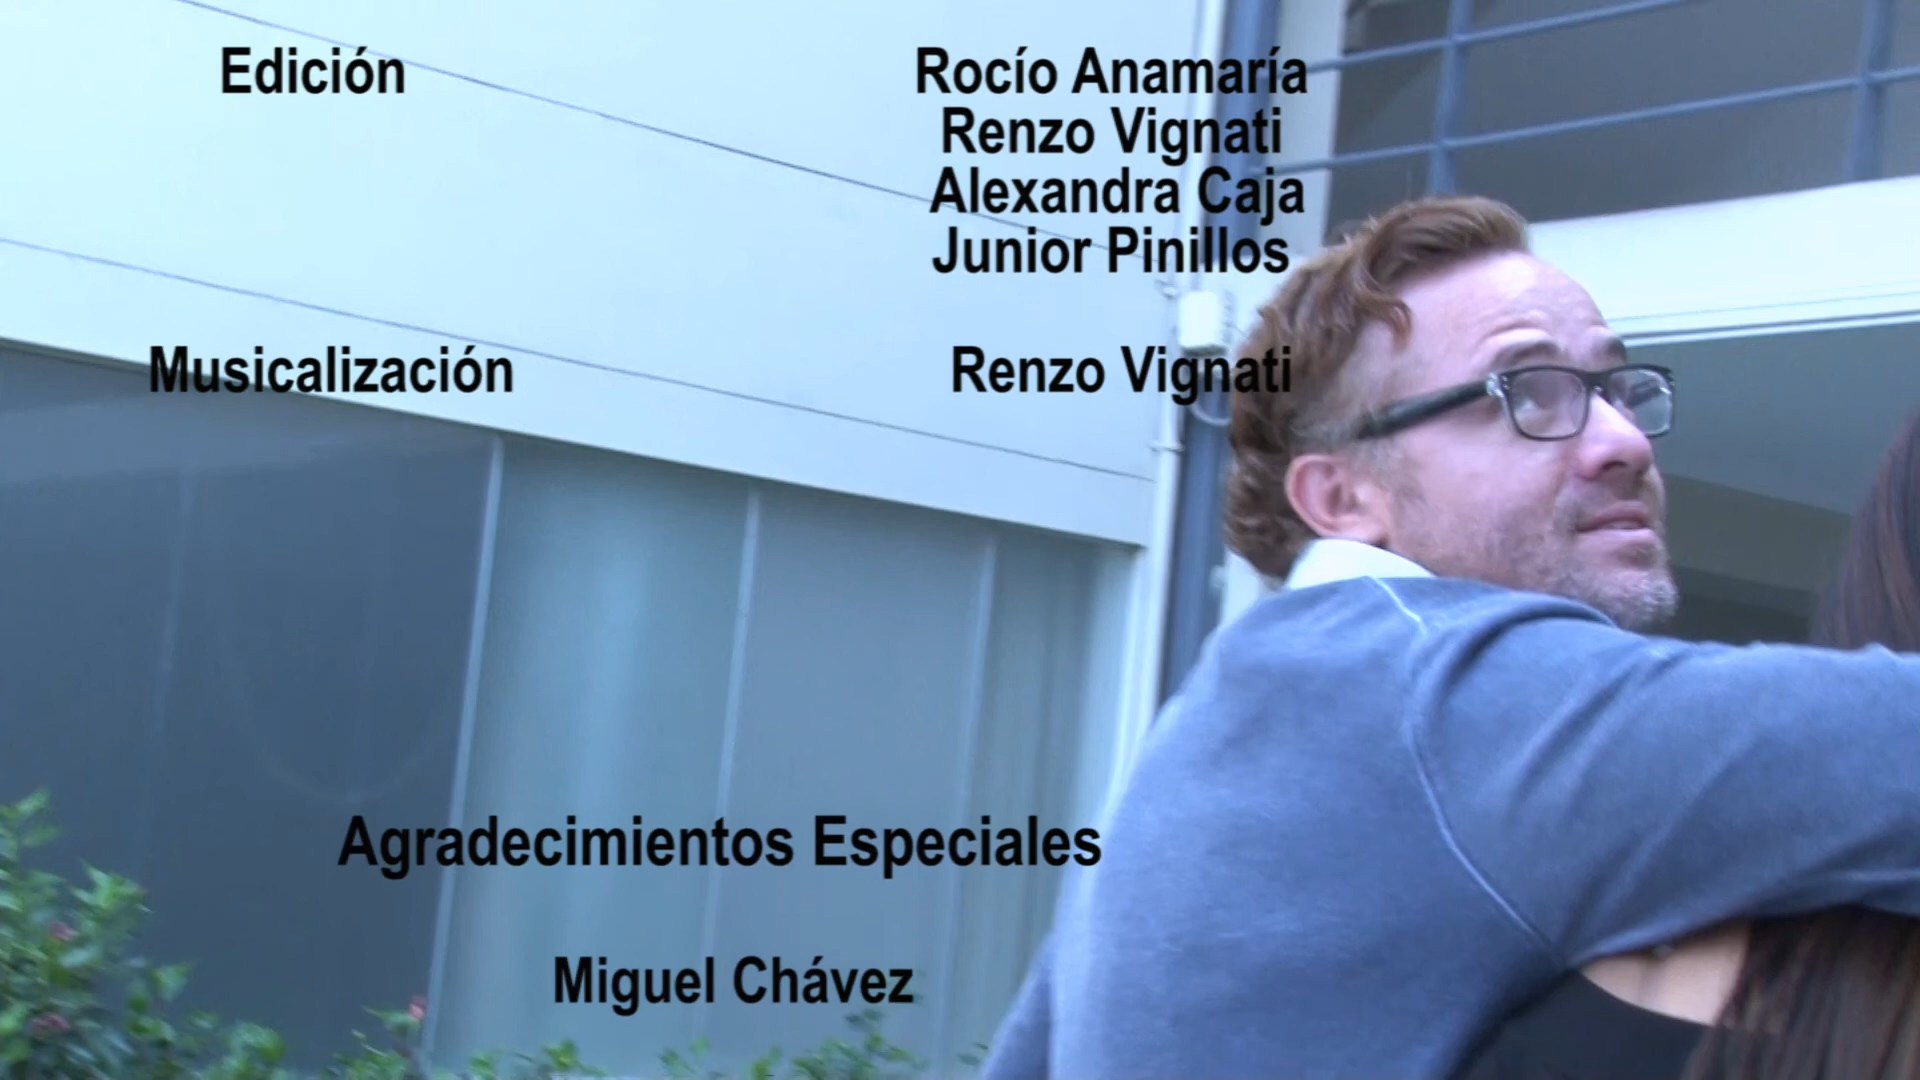 Edición
Rocío Anamaría
Renzo Vignati
Alexandra Caja
Junior Pinillos
Musicalización
Renzo Vignati
Agradecimientos Especiales
Miguel Chávez